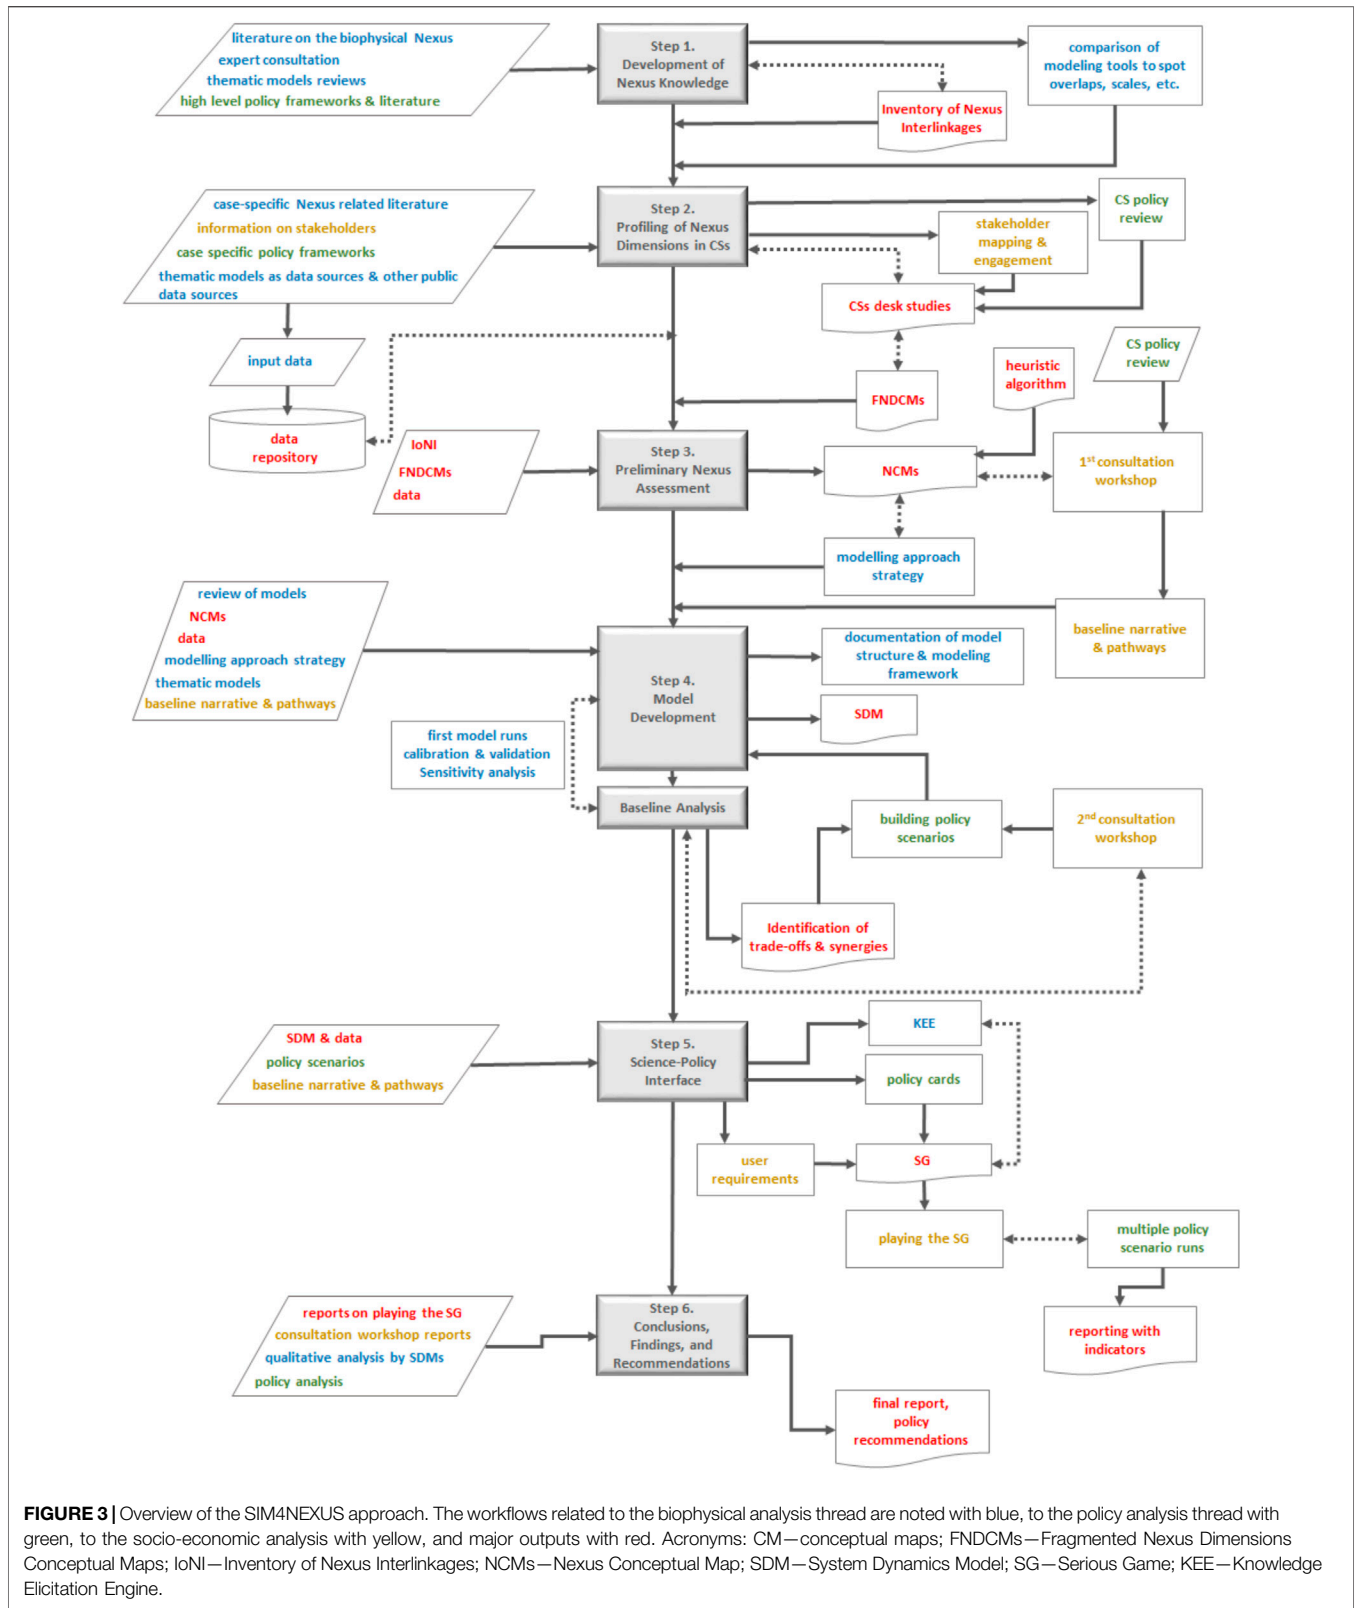 literature on the biophysical Nexus
expert consultation
thematic models reviews
high level policy frameworks & literature
Step 1.
Development of
Nexus Knowledge
comparison of
modeling tools to spot
overlaps, scales, etc.
Inventory of Nexus
Interlinkages
case-specific Nexus related literature
information on stakeholders
case specific policy frameworks
thematic models as data sources & other public
data sources
Step 2.
Profiling of Nexus
Dimensions in CSs
CS policy
review
stakeholder
mapping &
engagement
CSs desk studies
input data
data
repository
FNDCMs
heuristic
algorithm
CS policy
review
IoNI
FNDCMs
data
Step 3.
Preliminary Nexus
Assessment
NCMs
1st consultation
workshop
modelling approach
strategy
review of models
NCMs
data
modelling approach strategy
thematic models
baseline narrative & pathways
Step 4.
Model
Development
documentation of model
structure & modeling
framework
baseline narrative
& pathways
SDM
first model runs
calibration & validation
Sensitivity analysis
Baseline Analysis
building policy
scenarios
2nd consultation
workshop
Identification of
trade-offs & synergies
SDM & data
policy scenarios
baseline narrative & pathways
Step 5.
Science-Policy
Interface
KEE
policy cards
user
requirements
SG
playing the SG
multiple policy
scenario runs
reports on playing the SG
consultation workshop reports
qualitative analysis by SDMs
policy analysis
Step 6.
Conclusions,
Findings, and
Recommendations
reporting with
indicators
final report,
policy
recommendations
FIGURE 3 | Overview of the SIM4NEXUS approach. The workflows related to the biophysical analysis thread are noted with blue, to the policy analysis thread with
green, to the socio-economic analysis with yellow, and major outputs with red. Acronyms: CM—conceptual maps; FNDCMs—Fragmented Nexus Dimensions
Conceptual Maps; IoNI—Inventory of Nexus Interlinkages; NCMs—Nexus Conceptual Map; SDM—System Dynamics Model; SG—Serious Game; KEE—Knowledge
Elicitation Engine.